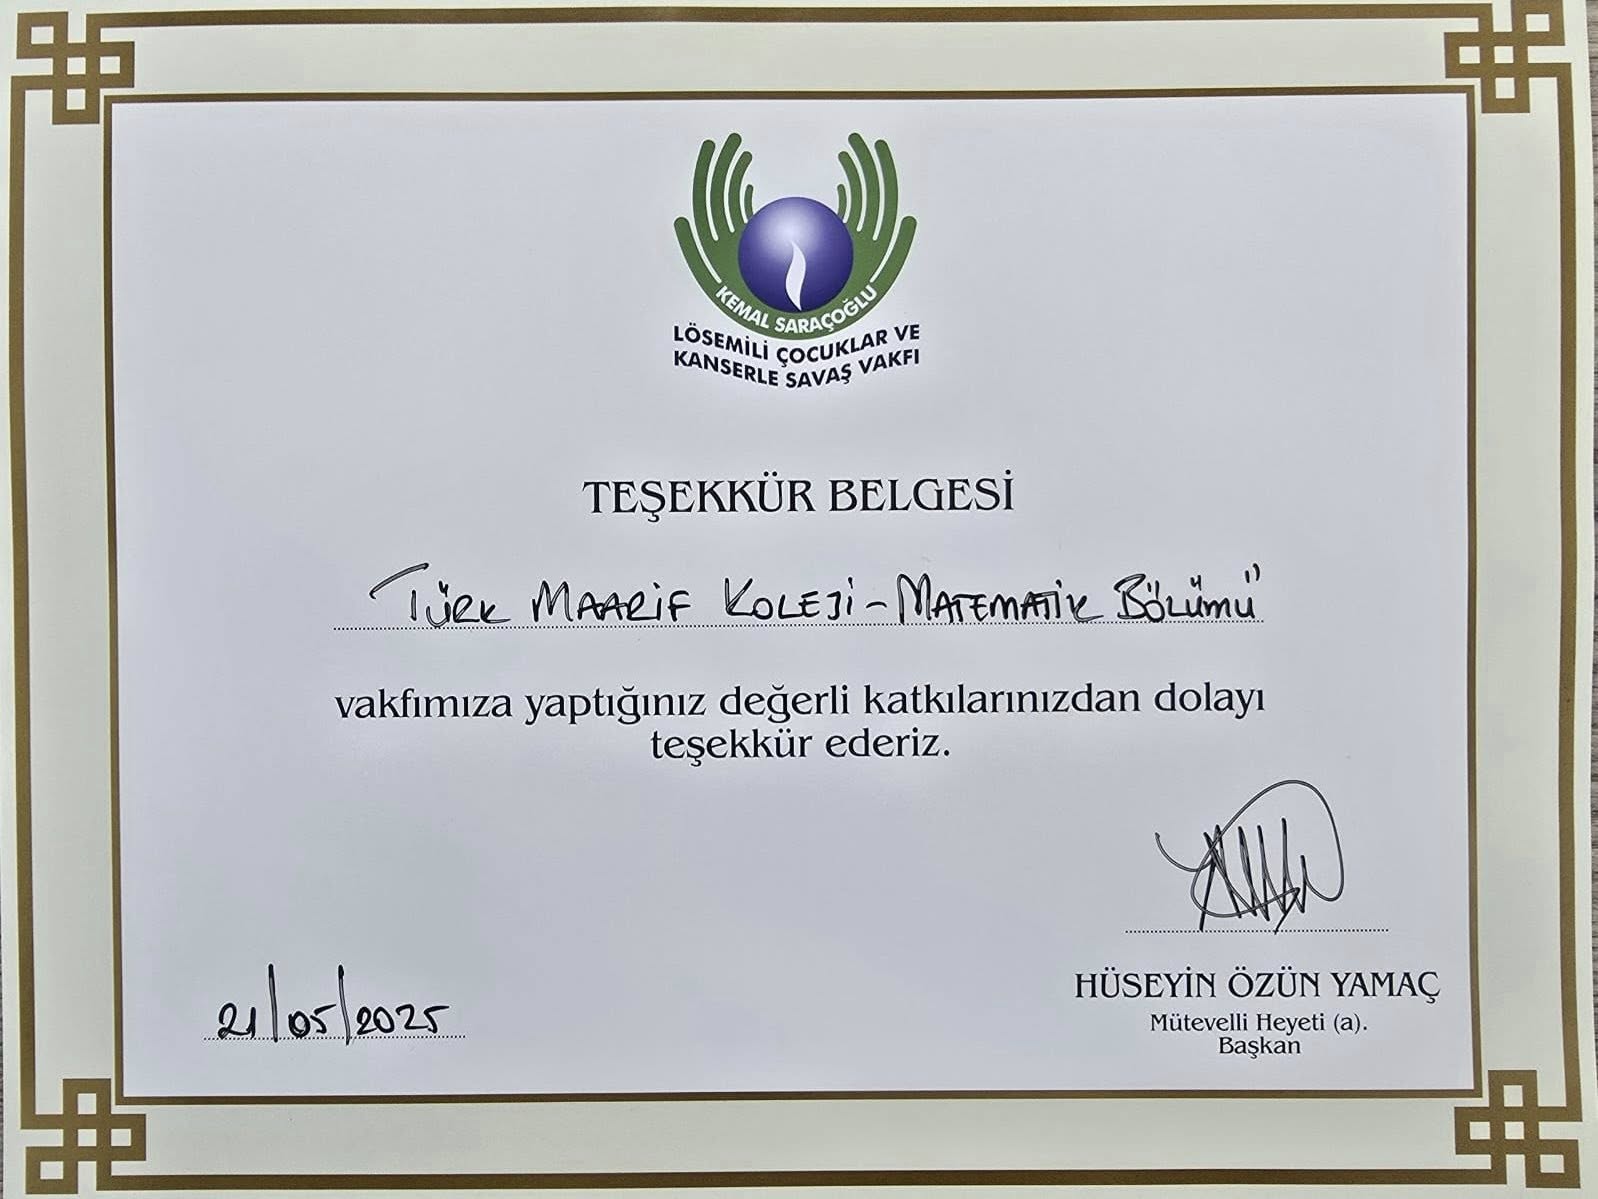 KEMAL SARAÇOĞLU
LÖSEMİLİ ÇOCUKLAR VE
KANSERLE SAVAŞ VAKFI
TEŞEKKÜR BELGESİ
TÜRK MAARİF KOLEJİ - MATEMATİK BÖLÜMÜ"
vakfımıza yaptığınız değerli katkılarınızdan dolayı
teşekkür ederiz.
21/05/2025
HÜSEYİN ÖZÜN YAMAÇ
Mütevelli Heyeti (a).
Başkan